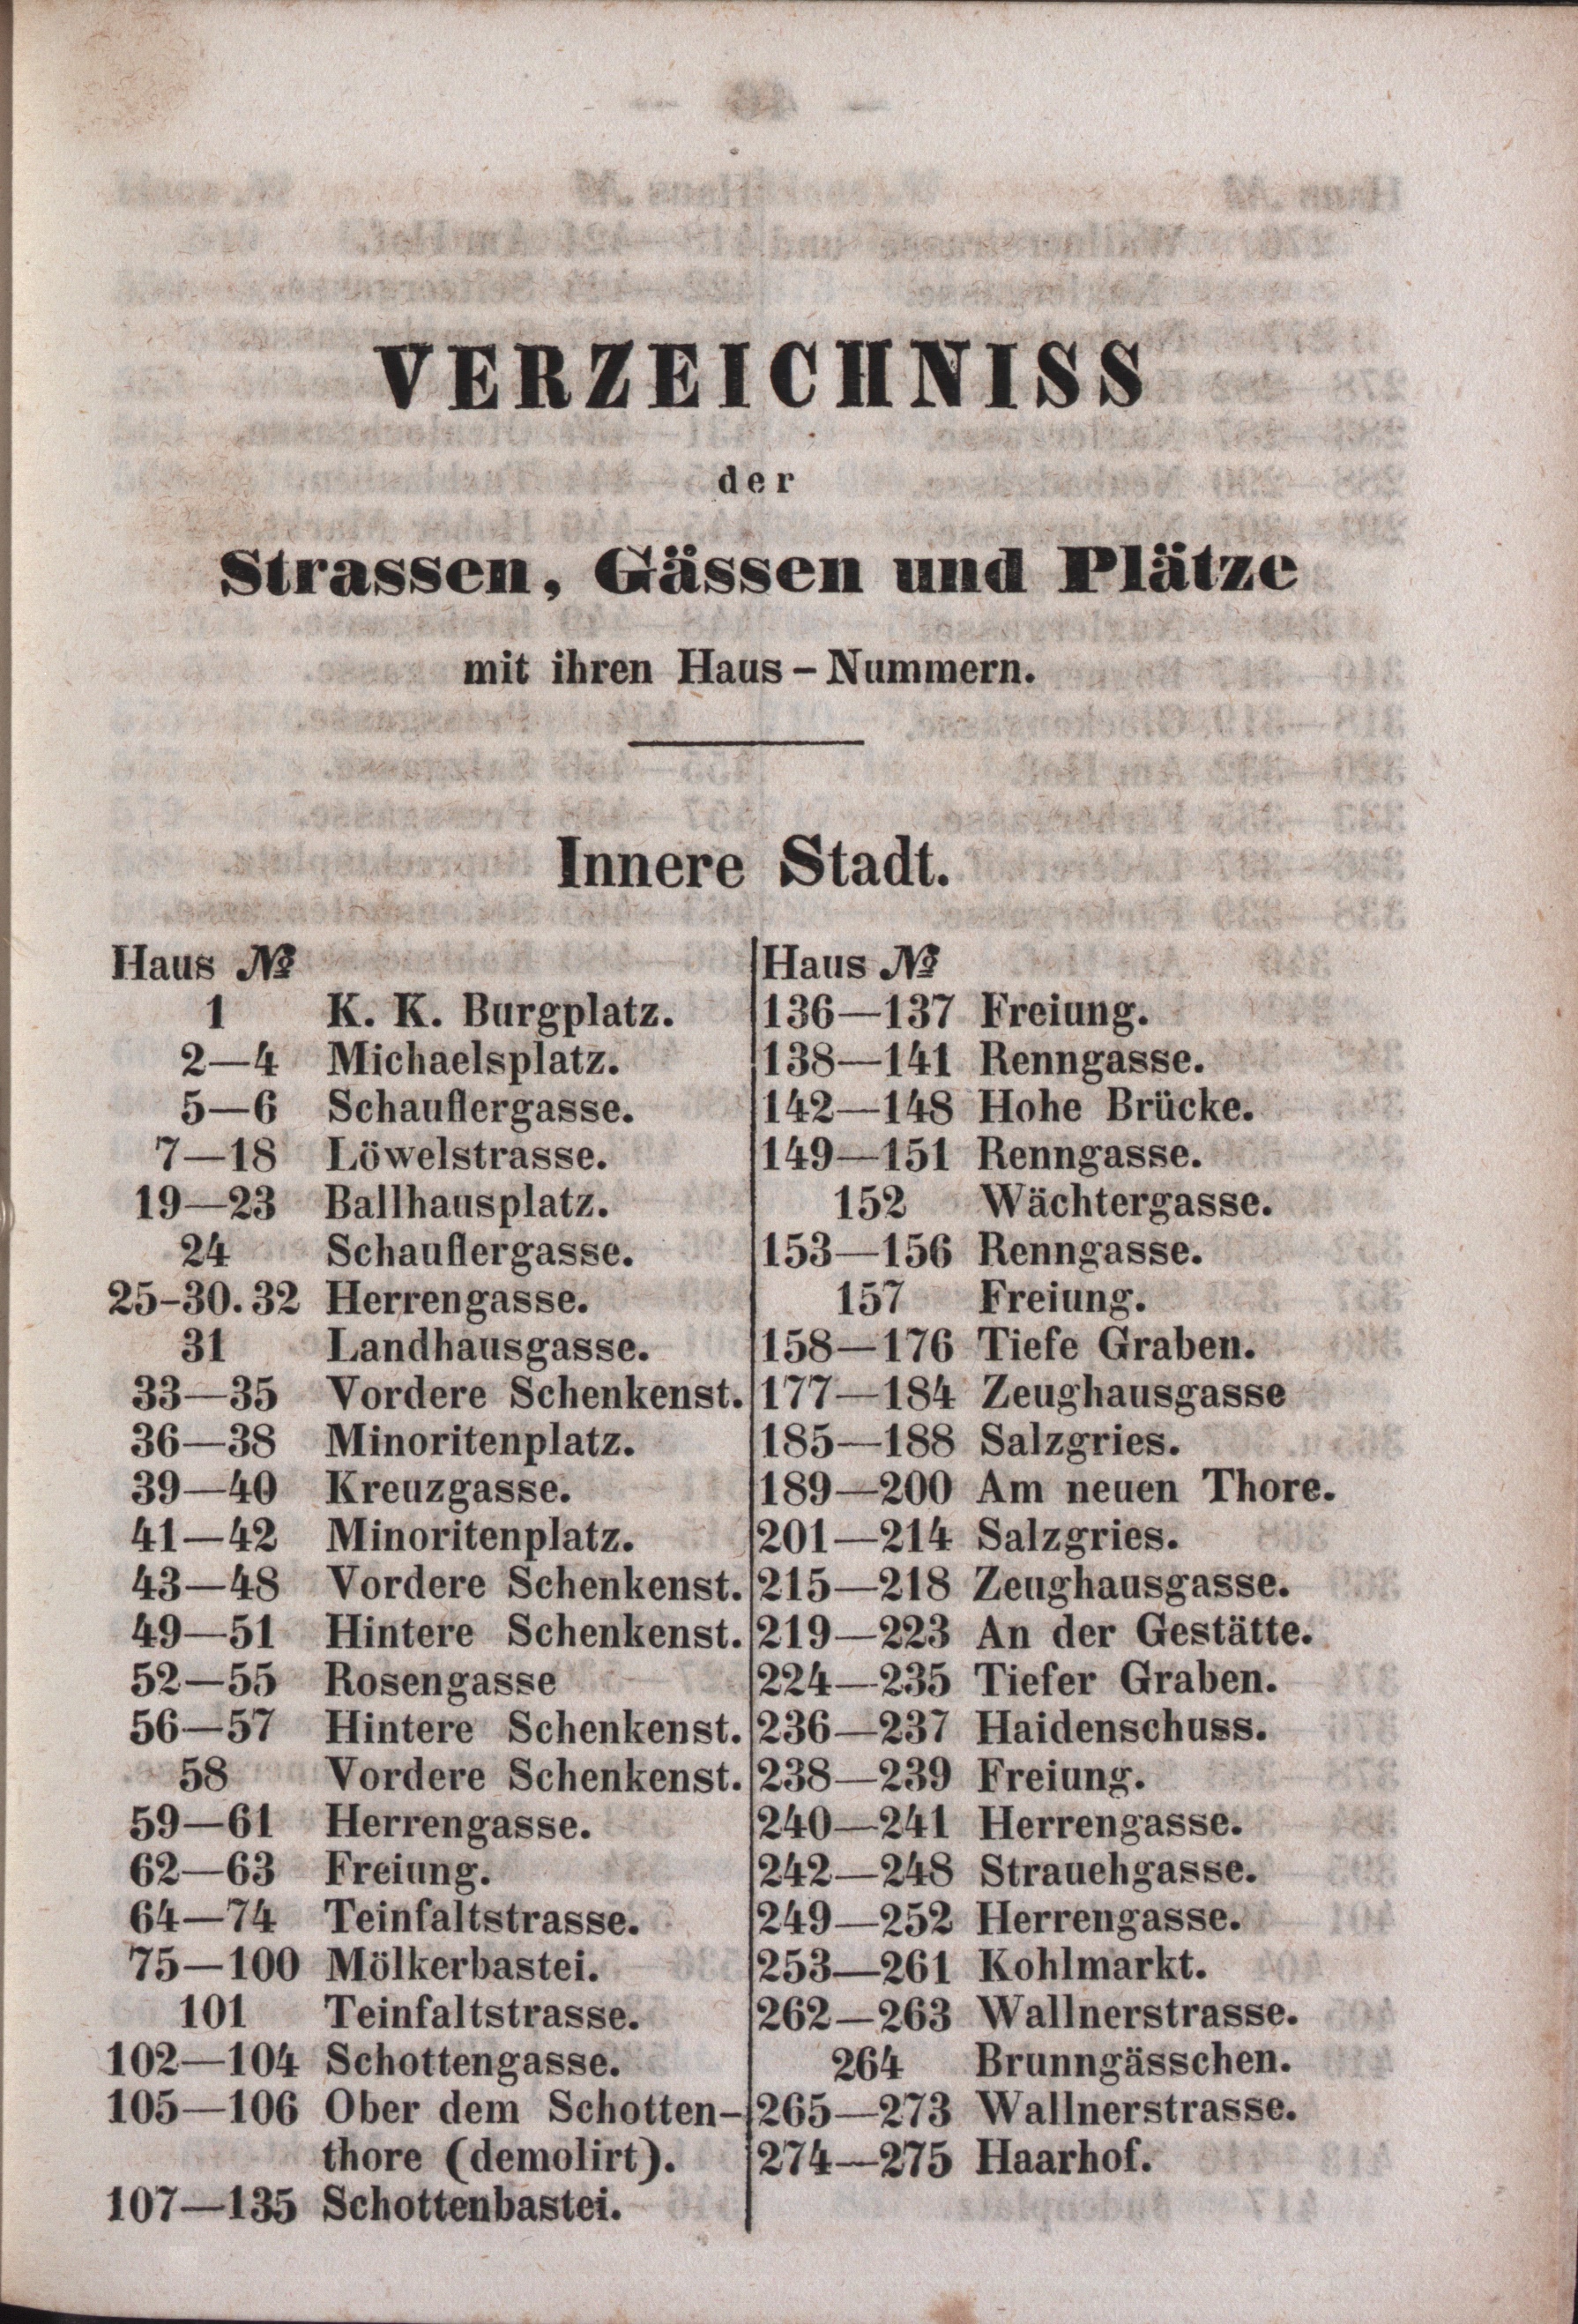 VERZEICHNISS
der
Strassen, Gässen und Plätze
mit ihren Haus-Nummern.
Innere Stadt.
Haus №
1 K. K. Burgplatz.
2—4 Michaelsplatz.
5—6 Schauflergasse.
7—18 Löwelstrasse.
19—23 Ballhausplatz.
24 Schauflergasse.
25-30. 32 Herrengasse.
31 Landhausgasse.
33—35 Vordere Schenkenst.
36—38 Minoritenplatz.
39—40 Kreuzgasse.
41—42 Minoritenplatz.
43—48 Vordere Schenkenst.
49—51 Hintere Schenkenst.
52—55 Rosengasse
56—57 Hintere Schenkenst.
58 Vordere Schenkenst.
59—61 Herrengasse.
62—63 Freiung.
64—74 Teinfaltstrasse.
75—100 Mölkerbastei.
101 Teinfaltstrasse.
102—104 Schottengasse.
105—106 Ober dem Schotten-
thore (demolirt).
107—135 Schottenbastei.
Haus №
136—137 Freiung.
138—141 Renngasse.
142—148 Hohe Brücke.
149—151 Renngasse.
152 Wächtergasse.
153—156 Renngasse.
157 Freiung.
158—176 Tiefe Graben.
177—184 Zeughausgasse
185—188 Salzgries.
189—200 Am neuen Thore.
201—214 Salzgries.
215—218 Zeughausgasse.
219—223 An der Gestätte.
224—235 Tiefer Graben.
236—237 Haidenschuss.
238—239 Freiung.
240—241 Herrengasse.
242—248 Strauehgasse.
249—252 Herrengasse.
253—261 Kohlmarkt.
262—263 Wallnerstrasse.
264 Brunngässchen.
265—273 Wallnerstrasse.
274—275 Haarhof.